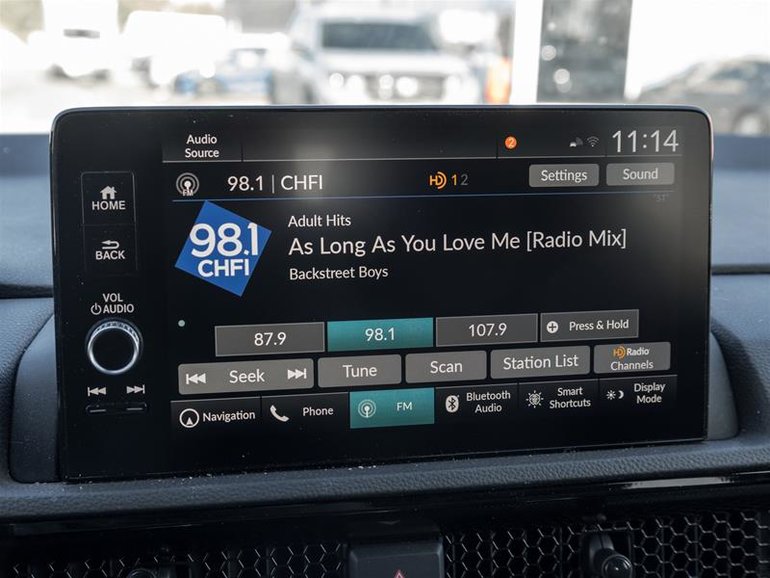 Audio
Source
2
11:14
FM
98.1 | CHFI
HD 1 2
Settings
Sound
HOME
BACK
VOL
AUDIO
98.1
CHFI
Adult Hits
As Long As You Love Me [Radio Mix]
Backstreet Boys
87.9
98.1
107.9
+ Press & Hold
Seek
Tune
Scan
Station List
HD Radio
Channels
Navigation
Phone
FM
Bluetooth
Audio
Smart
Shortcuts
Display
Mode